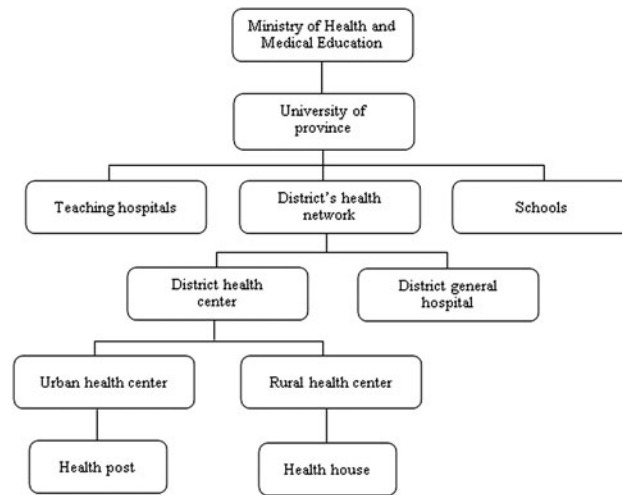 Ministry of Health and
Medical Education
University of
province
Teaching hospitals
District's health
network
Schools
District health
center
District general
hospital
Urban health center
Rural health center
Health post
Health house